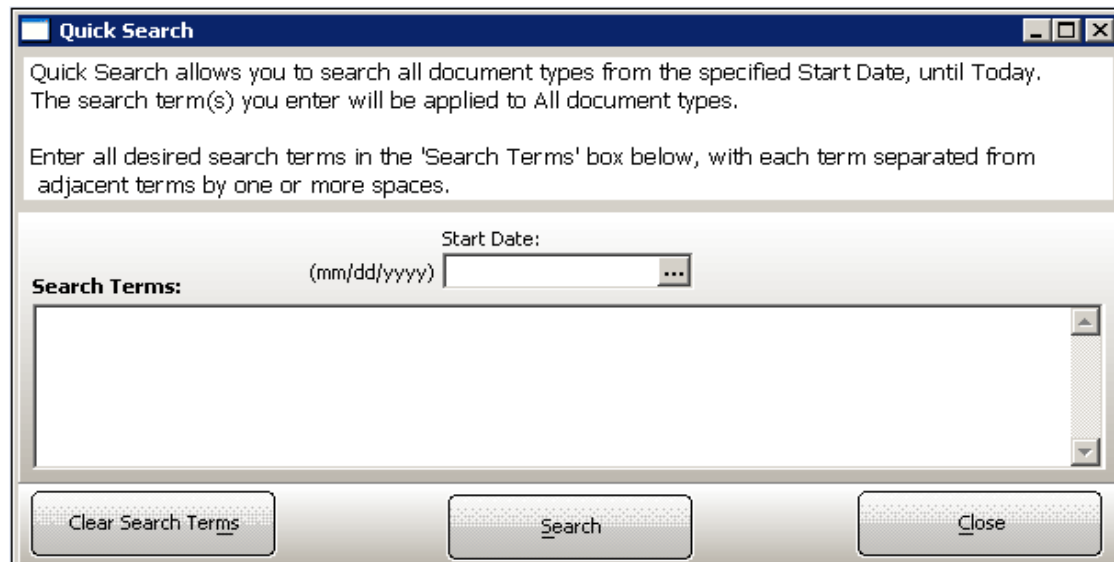 Quick Search
Quick Search allows you to search all document types from the specified Start Date, until Today.
The search term(s) you enter will be applied to All document types.
Enter all desired search terms in the 'Search Terms' box below, with each term separated from
adjacent terms by one or more spaces.
Start Date:
(mm/dd/yyyy) ...
Search Terms:
Clear Search Terms Search Close